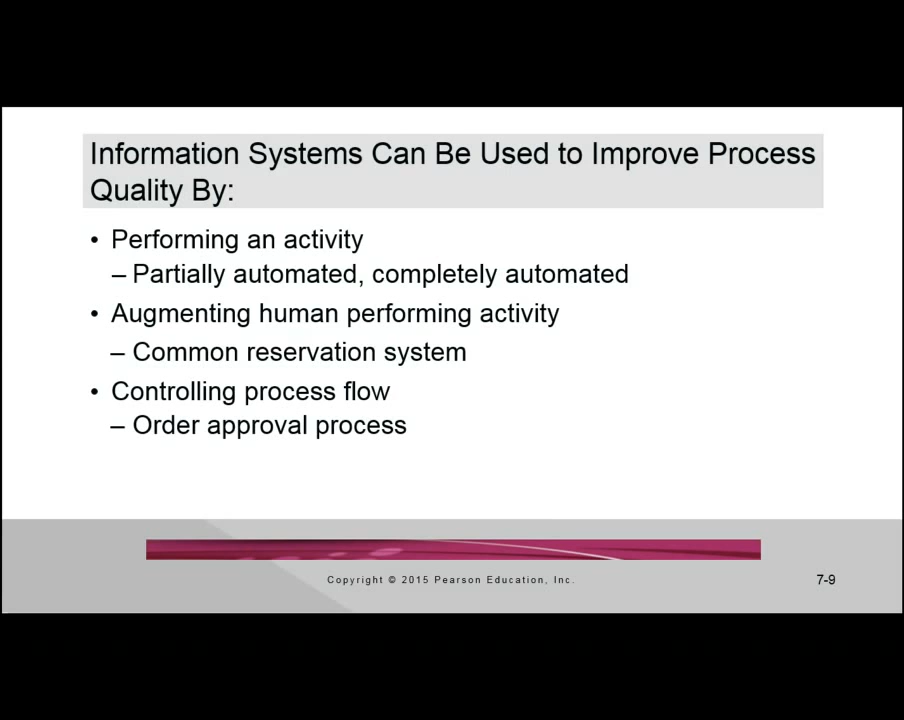 Information Systems Can Be Used to Improve Process
Quality By:
• Performing an activity
– Partially automated, completely automated
• Augmenting human performing activity
– Common reservation system
• Controlling process flow
– Order approval process
Copyright © 2015 Pearson Education, Inc.
7-9